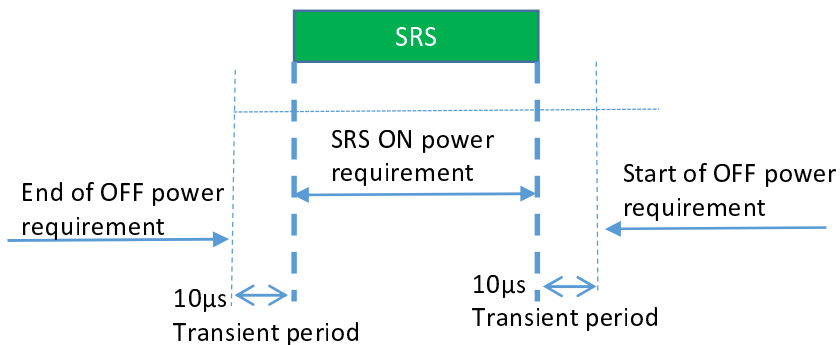 SRS
SRS ON power
requirement
End of OFF power
requirement
Start of OFF power
requirement
10µs
Transient period
10µs
Transient period